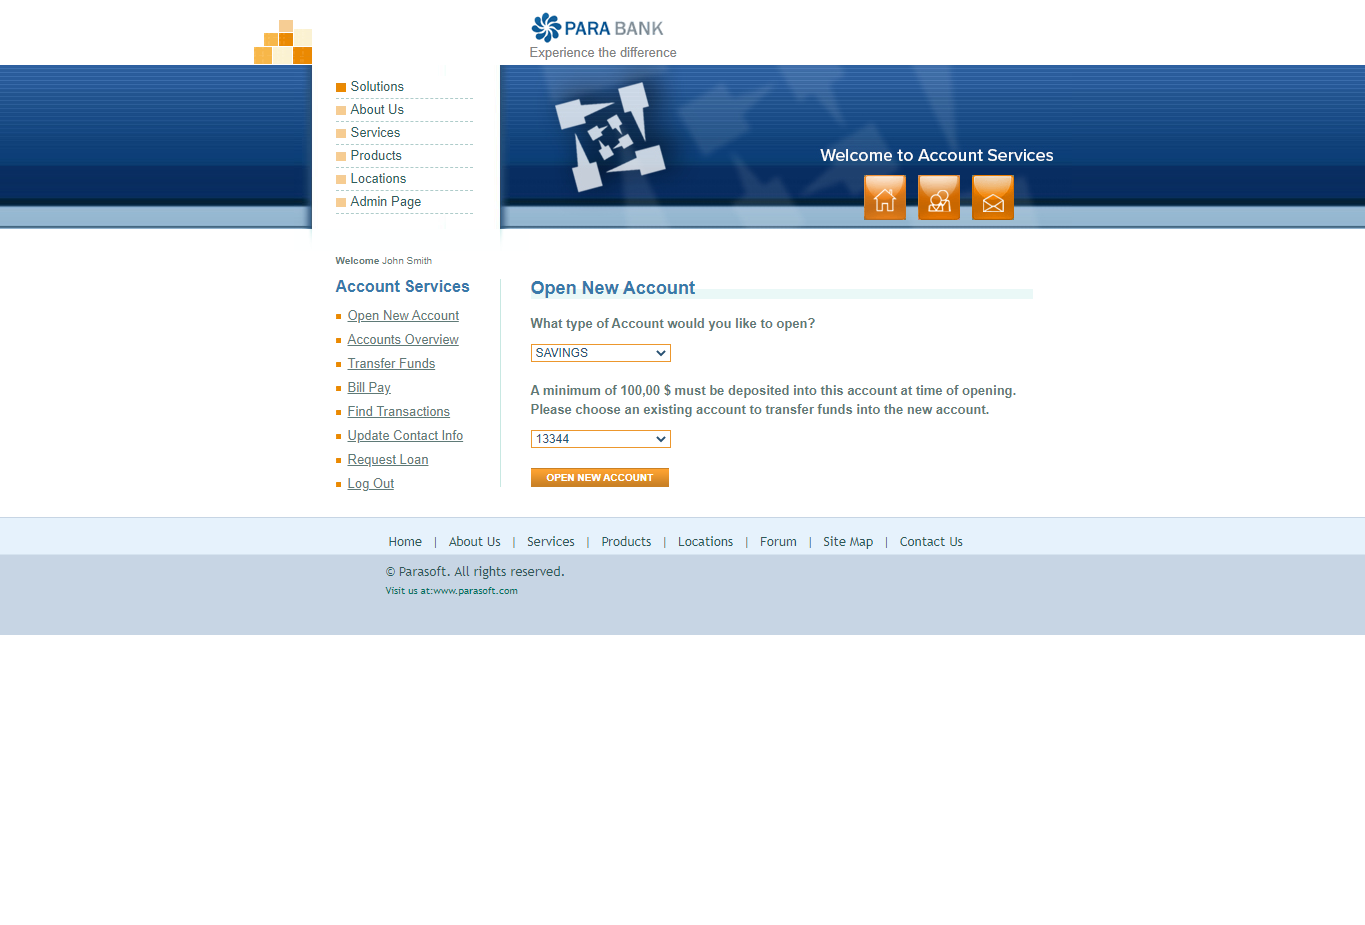 PARA BANK
Experience the difference
Solutions
About Us
Services
Products
Locations
Admin Page
Welcome to Account Services
Welcome John Smith
Account Services
Open New Account
Accounts Overview
Transfer Funds
Bill Pay
Find Transactions
Update Contact Info
Request Loan
Log Out
Open New Account
What type of Account would you like to open?
SAVINGS
A minimum of 100,00 $ must be deposited into this account at time of opening.
Please choose an existing account to transfer funds into the new account.
13344
OPEN NEW ACCOUNT
Home | About Us | Services | Products | Locations | Forum | Site Map | Contact Us
© Parasoft. All rights reserved.
Visit us at:www.parasoft.com